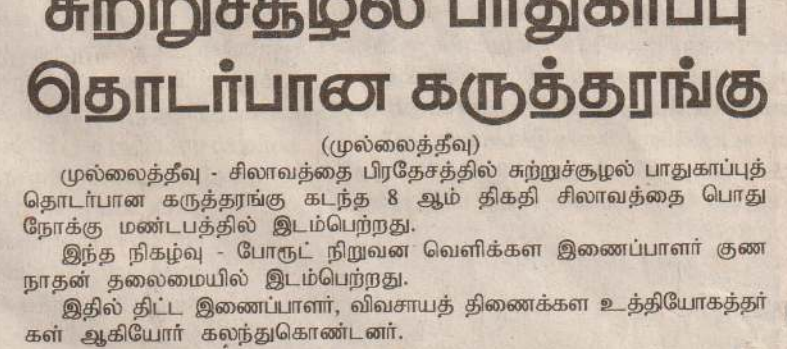 சுற்றுச்சூழல் பாதுகாப்பு
தொடர்பான கருத்தரங்கு
(முல்லைத்தீவு)
முல்லைத்தீவு - சிலாவத்தை பிரதேசத்தில் சுற்றுச்சூழல் பாதுகாப்புத்
தொடர்பான கருத்தரங்கு கடந்த 8 ஆம் திகதி சிலாவத்தை பொது
நோக்கு மண்டபத்தில் இடம்பெற்றது.
இந்த நிகழ்வு - போரூட் நிறுவன வெளிக்கள இணைப்பாளர் குண
நாதன் தலைமையில் இடம்பெற்றது.
இதில் திட்ட இணைப்பாளர், விவசாயத் திணைக்கள உத்தியோகத்தர்
கள் ஆகியோர் கலந்துகொண்டனர்.